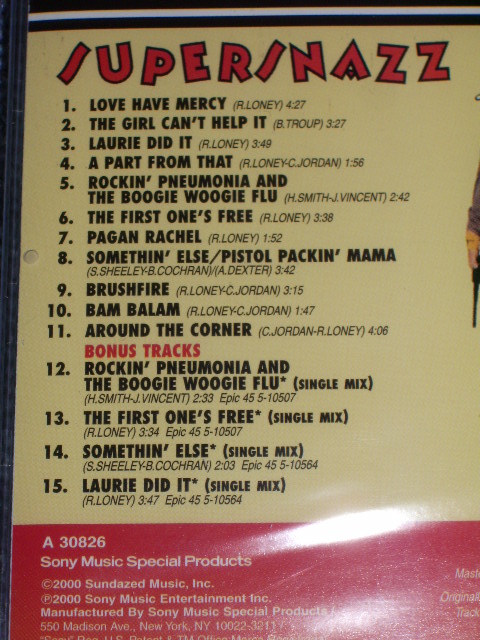 SUPERSNAZZ
1. LOVE HAVE MERCY (R.LONEY) 4:27
2. THE GIRL CAN'T HELP IT (B.TROUP) 3:27
3. LAURIE DID IT (R.LONEY) 3:49
4. A PART FROM THAT (R.LONEY-C.JORDAN) 1:56
5. ROCKIN' PNEUMONIA AND
THE BOOGIE WOOGIE FLU (H.SMITH-J.VINCENT) 2:42
6. THE FIRST ONE'S FREE (R.LONEY) 3:38
7. PAGAN RACHEL (R.LONEY) 1:52
8. SOMETHIN' ELSE/PISTOL PACKIN' MAMA
(S.SHEELEY-B.COCHRAN)/(A.DEXTER) 3:42
9. BRUSHFIRE (R.LONEY-C.JORDAN) 3:15
10. BAM BALAM (R.LONEY-C.JORDAN) 1:47
11. AROUND THE CORNER (C.JORDAN-R.LONEY) 4:06
BONUS TRACKS
12. ROCKIN' PNEUMONIA AND
THE BOOGIE WOOGIE FLU* (SINGLE MIX)
(H.SMITH-J.VINCENT) 2:33 Epic 45 5-10507
13. THE FIRST ONE'S FREE* (SINGLE MIX)
(R.LONEY) 3:34 Epic 45 5-10507
14. SOMETHIN' ELSE* (SINGLE MIX)
(S.SHEELEY-B.COCHRAN) 2:03 Epic 45 5-10564
15. LAURIE DID IT* (SINGLE MIX)
(R.LONEY) 3:47 Epic 45 5-10564
A 30826
Sony Music Special Products
©2000 Sundazed Music, Inc.
℗2000 Sony Music Entertainment Inc.
Manufactured By Sony Music Special Products /
550 Madison Ave., New York, NY 10022-3211 /
Maste
Originall
Track